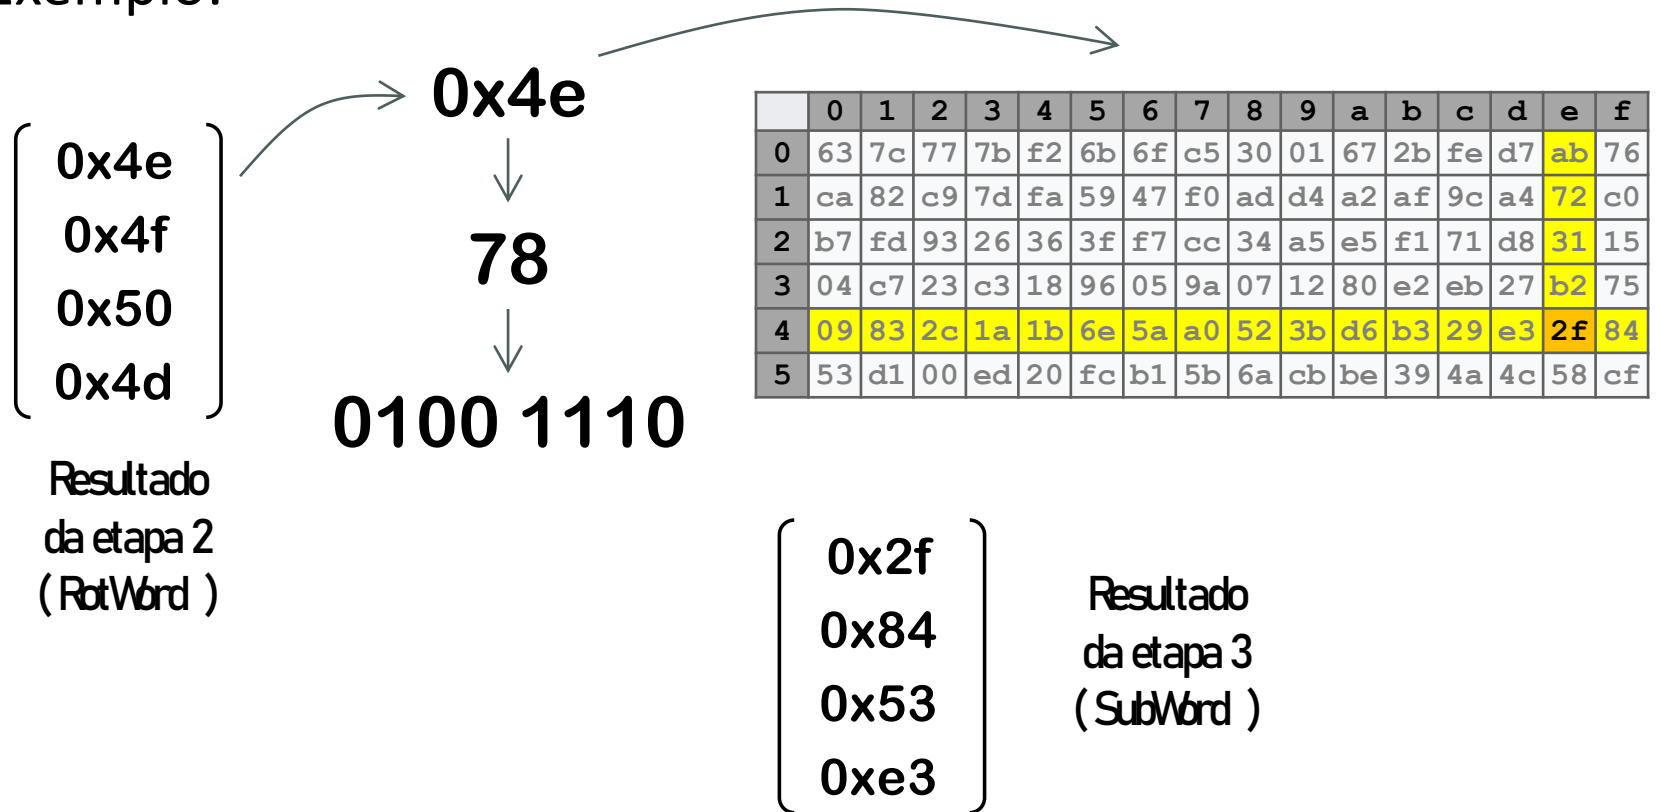 Exemplo:
0x4e
0x4f
0x50
0x4d
Resultado
da etapa 2
( RotWord )
0x4e
78
0100 1110
0 1 2 3 4 5 6 7 8 9 a b c d e f
0 63 7c 77 7b f2 6b 6f c5 30 01 67 2b fe d7 ab 76
1 ca 82 c9 7d fa 59 47 f0 ad d4 a2 af 9c a4 72 c0
2 b7 fd 93 26 36 3f f7 cc 34 a5 e5 f1 71 d8 31 15
3 04 c7 23 c3 18 96 05 9a 07 12 80 e2 eb 27 b2 75
4 09 83 2c 1a 1b 6e 5a a0 52 3b d6 b3 29 e3 2f 84
5 53 d1 00 ed 20 fc b1 5b 6a cb be 39 4a 4c 58 cf
0x2f
0x84
0x53
0xe3
Resultado
da etapa 3
( SubWord )